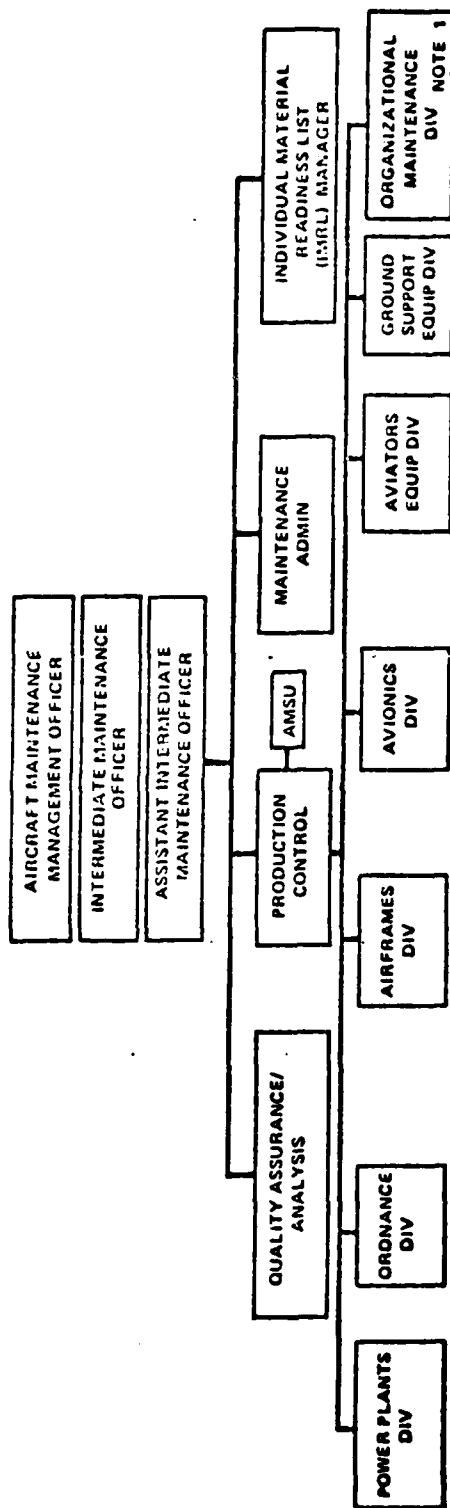 AIRCRAFT MAINTENANCE
MANAGEMENT OFFICER
INTERMEDIATE MAINTENANCE
OFFICER
ASSISTANT INTERMEDIATE
MAINTENANCE OFFICER
QUALITY ASSURANCE/
ANALYSIS
PRODUCTION
CONTROL
AMSU
MAINTENANCE
ADMIN
INDIVIDUAL MATERIAL
READINESS LIST
(IMRL) MANAGER
POWER PLANTS
DIV
ORDNANCE
DIV
AIRFRAMES
DIV
AVIONICS
DIV
AVIATORS
EQUIP DIV
GROUND
SUPPORT
EQUIP DIV
ORGANIZATIONAL
MAINTENANCE
DIV
NOTE 1